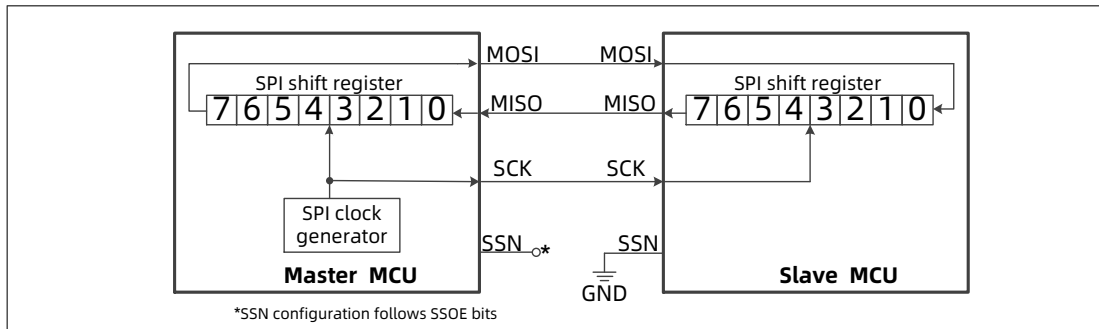 MOSI MOSI
SPI shift register SPI shift register
7 6 5 4 3 2 1 0 MISO MISO 7 6 5 4 3 2 1 0
SCK SCK
SPI clock
generator
SSN * SSN
Master MCU Slave MCU
GND
*SSN configuration follows SSOE bits